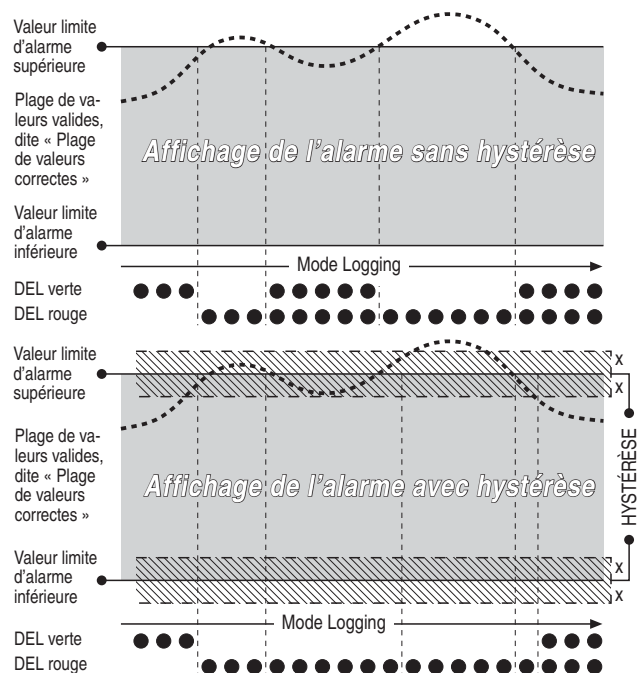 Valeur limite
d'alarme
supérieure
Plage de va-
leurs valides,
dite « Plage
de valeurs
correctes »
Affichage de l'alarme sans hystérèse
Valeur limite
d'alarme
inférieure
Mode Logging
DEL verte
DEL rouge
Valeur limite
d'alarme
supérieure
x
x
Plage de va-
leurs valides,
dite « Plage
de valeurs
correctes »
Affichage de l'alarme avec hystérèse
HYSTÉRÈSE
Valeur limite
d'alarme
inférieure
x
x
Mode Logging
DEL verte
DEL rouge